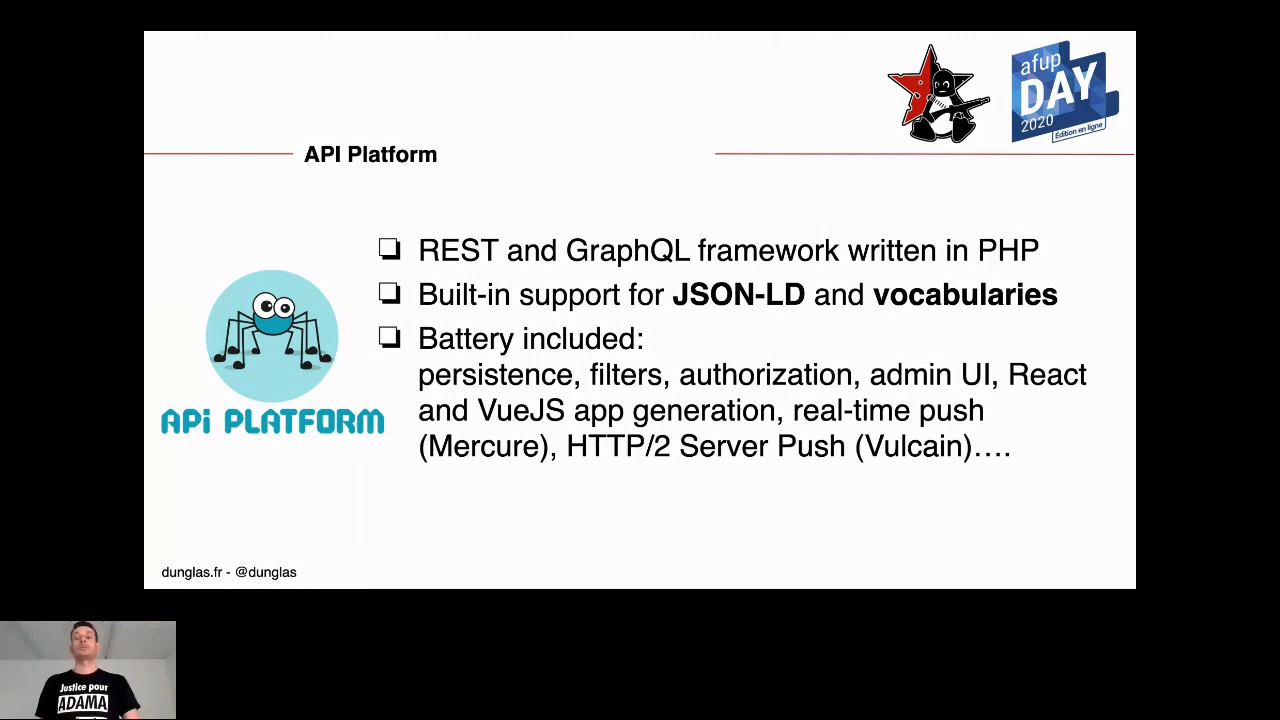 afup
DAY
2020
Édition en ligne
API Platform
❏ REST and GraphQL framework written in PHP
❏ Built-in support for JSON-LD and vocabularies
❏ Battery included:
persistence, filters, authorization, admin UI, React
and VueJS app generation, real-time push
(Mercure), HTTP/2 Server Push (Vulcain)….
APi PLATFORM
dunglas.fr - @dunglas
Justice pour
ADAMA